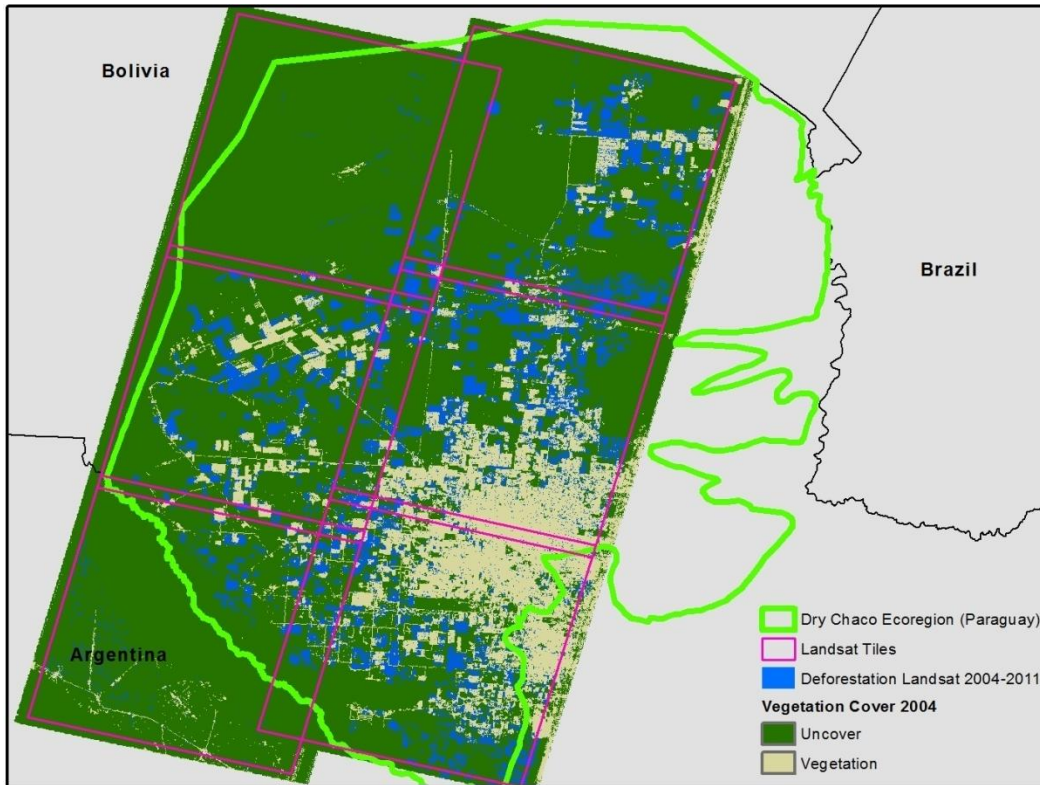 Bolivia
Brazil
Argentina
Dry Chaco Ecoregion (Paraguay)
Landsat Tiles
Deforestation Landsat 2004-2011
Vegetation Cover 2004
Uncover
Vegetation